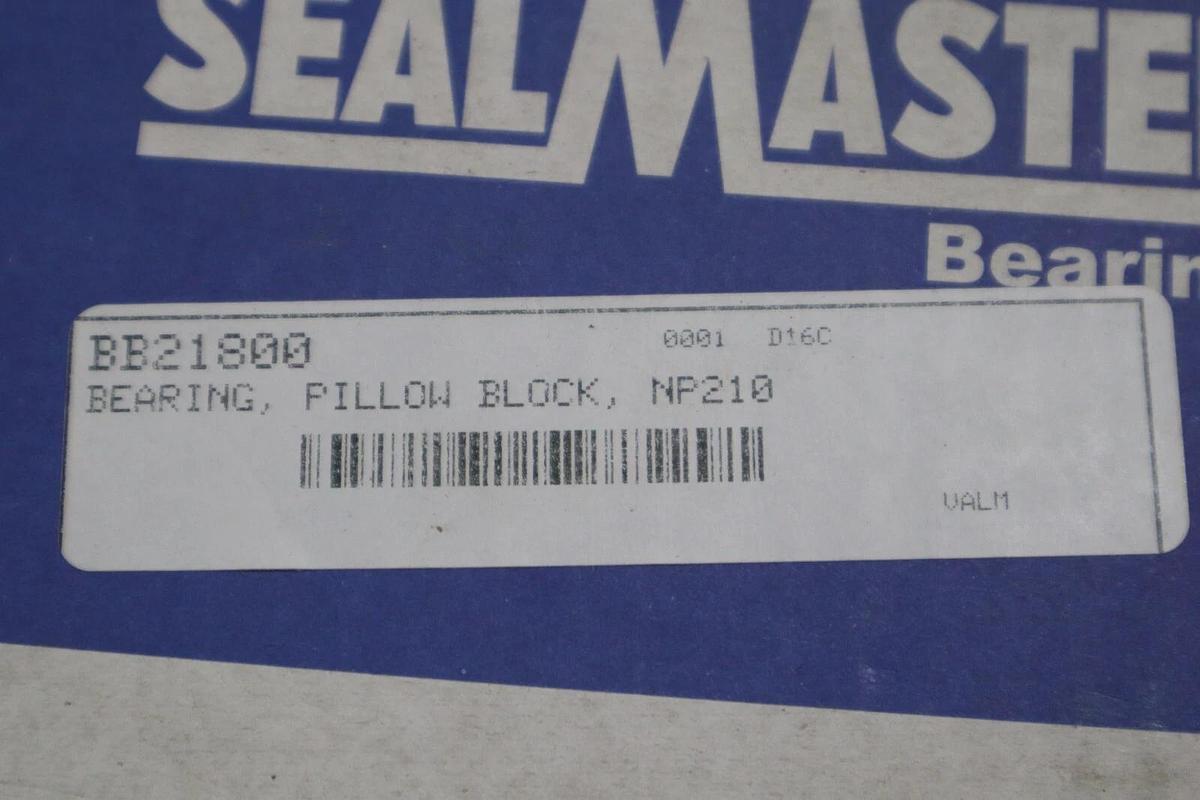 SEALMASTE
Bearin
BB21800 0001 D16C
BEARING, PILLOW BLOCK, NP210
VALM